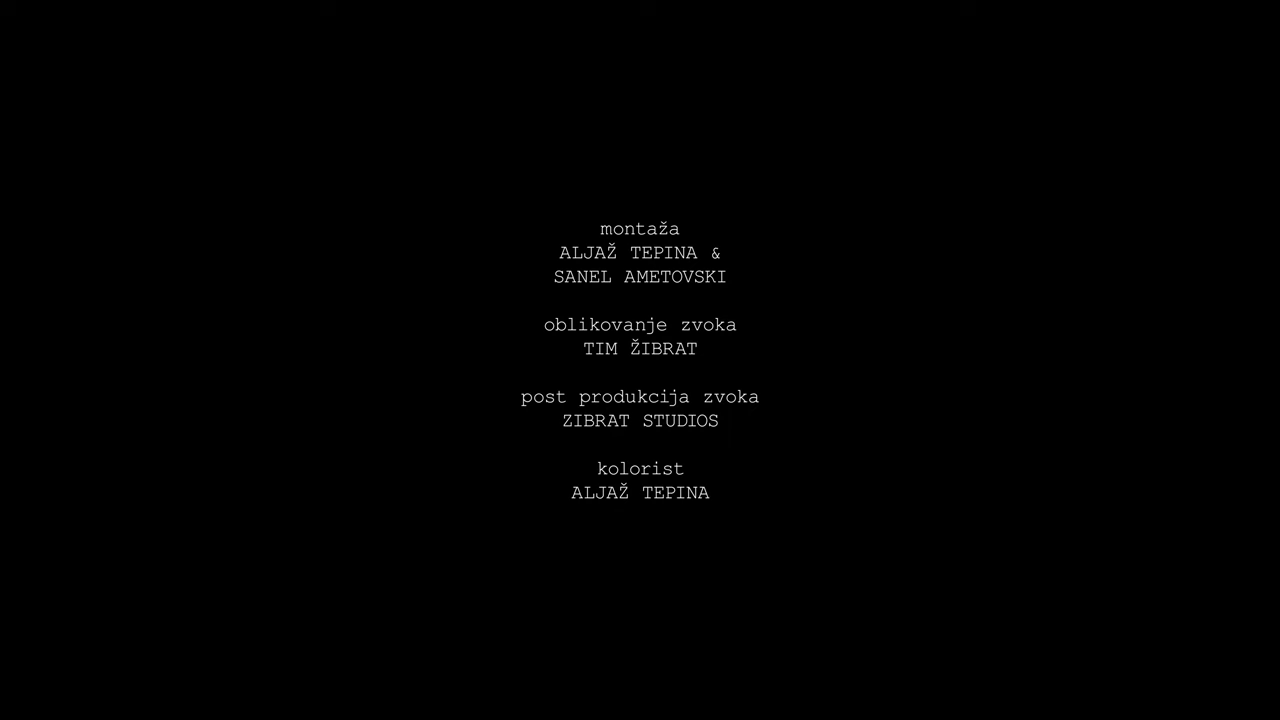 montaža
ALJAŽ TEPINA &
SANEL AMETOVSKI
oblikovanje zvoka
TIM ŽIBRAT
post produkcija zvoka
ZIBRAT STUDIOS
kolorist
ALJAŽ TEPINA